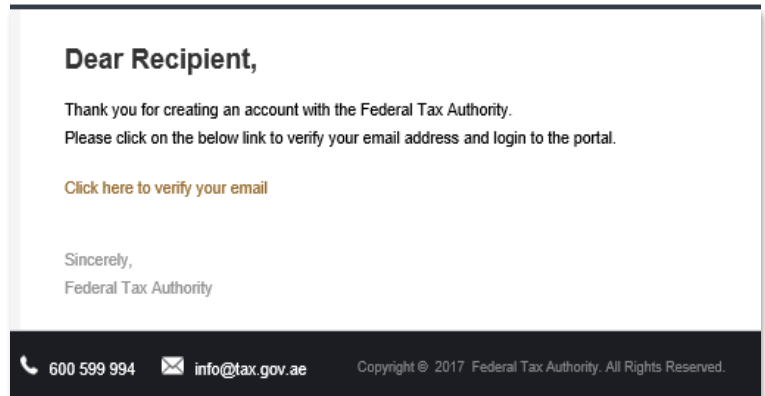 Dear Recipient,
Thank you for creating an account with the Federal Tax Authority.
Please click on the below link to verify your email address and login to the portal.
Click here to verify your email
Sincerely,
Federal Tax Authority
600 599 994 info@tax.gov.ae Copyright © 2017 Federal Tax Authority. All Rights Reserved.